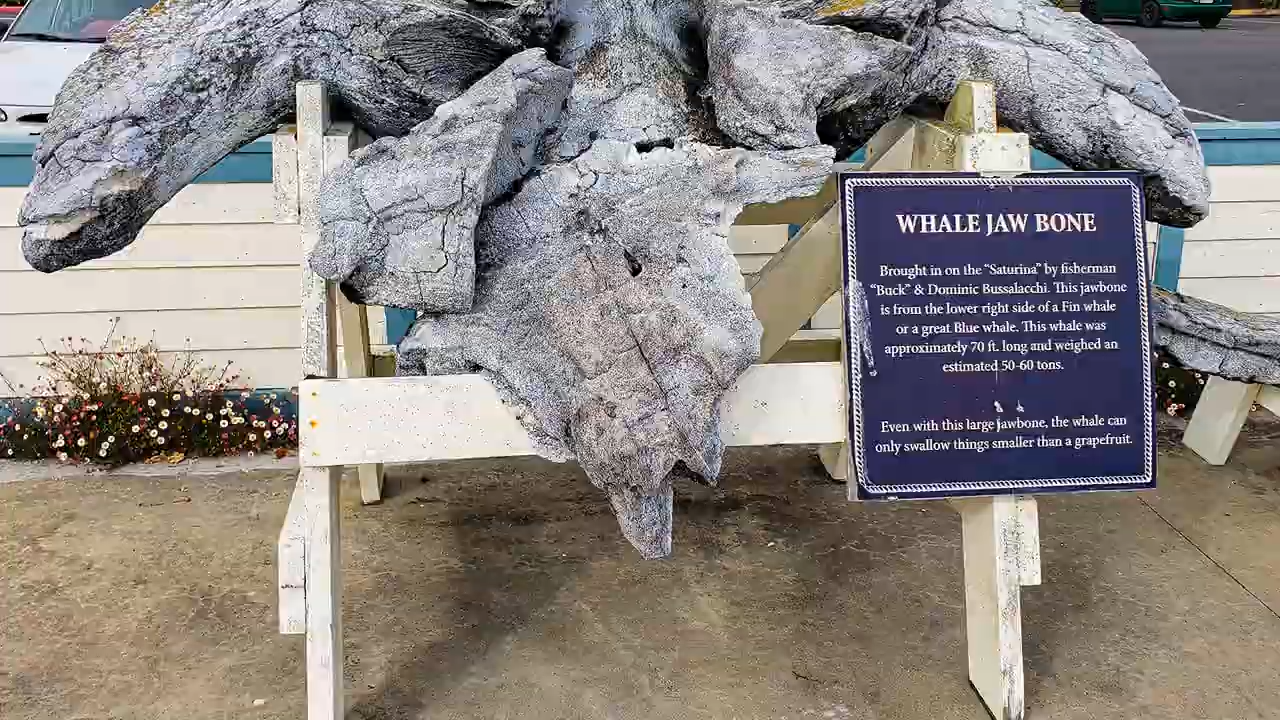 WHALE JAW BONE
Brought in on the “Saturina” by fisherman
“Buck” & Dominic Bussalacchi. This jawbone
is from the lower right side of a Fin whale
or a great Blue whale. This whale was
approximately 70 ft. long and weighed an
estimated 50-60 tons.
Even with this large jawbone, the whale can
only swallow things smaller than a grapefruit.